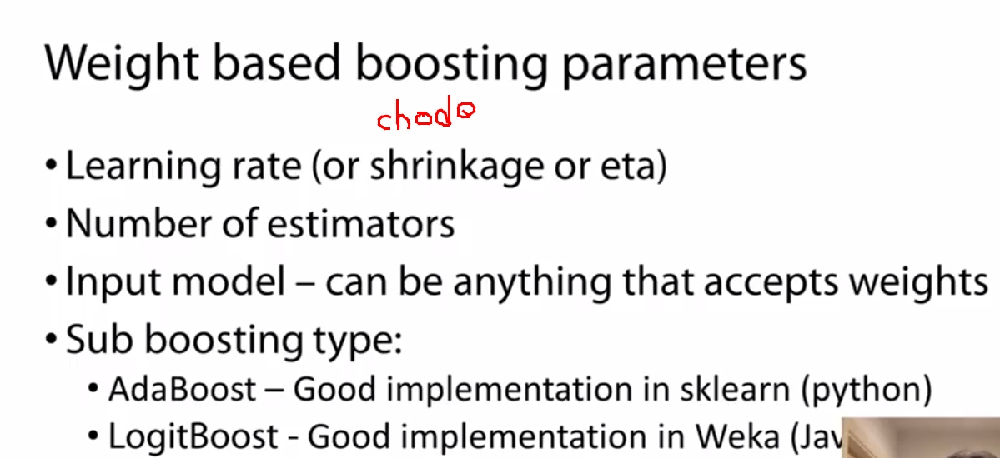 Weight based boosting parameters
chodo
• Learning rate (or shrinkage or eta)
• Number of estimators
• Input model – can be anything that accepts weights
• Sub boosting type:
• AdaBoost – Good implementation in sklearn (python)
• LogitBoost - Good implementation in Weka (Jav